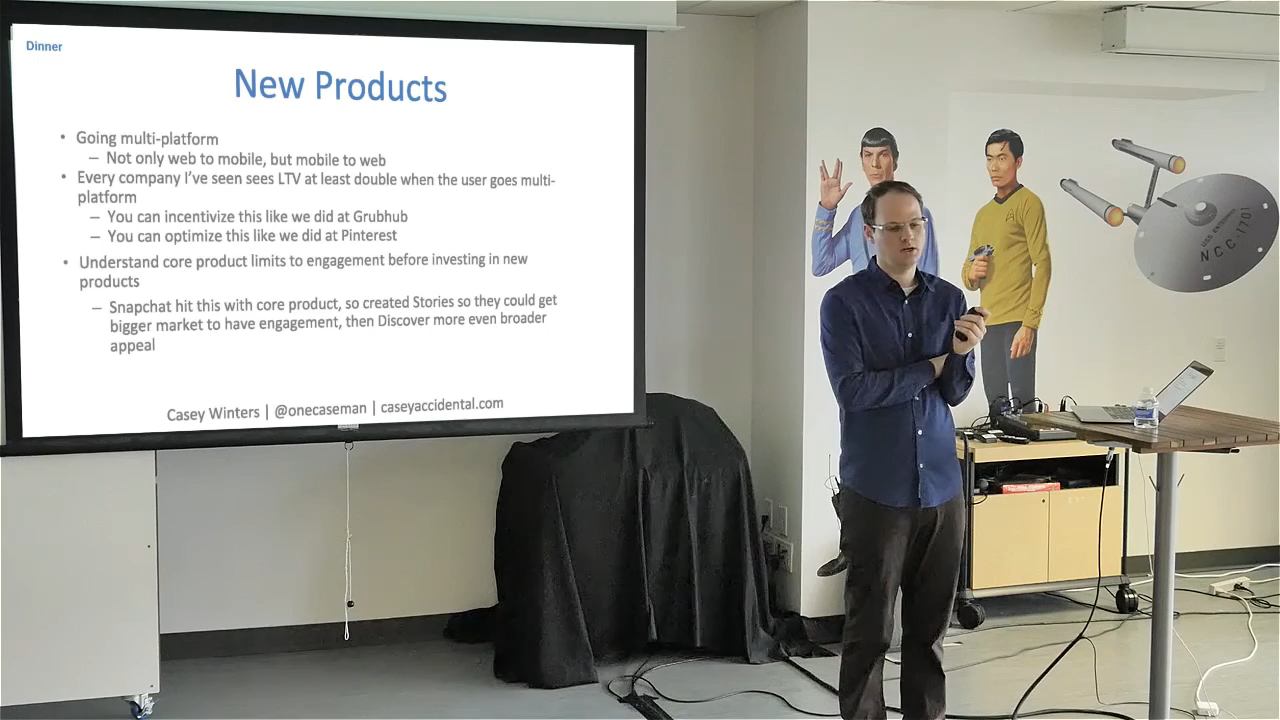 Dinner
New Products
• Going multi-platform
– Not only web to mobile, but mobile to web
• Every company I've seen sees LTV at least double when the user goes multi-
platform
– You can incentivize this like we did at Grubhub
– You can optimize this like we did at Pinterest
• Understand core product limits to engagement before investing in new
products
– Snapchat hit this with core product, so created Stories so they could get
bigger market to have engagement, then Discover more even broader
appeal
Casey Winters | @onecaseman | caseyaccidental.com
USS ENTERPRISE
NCC-1701